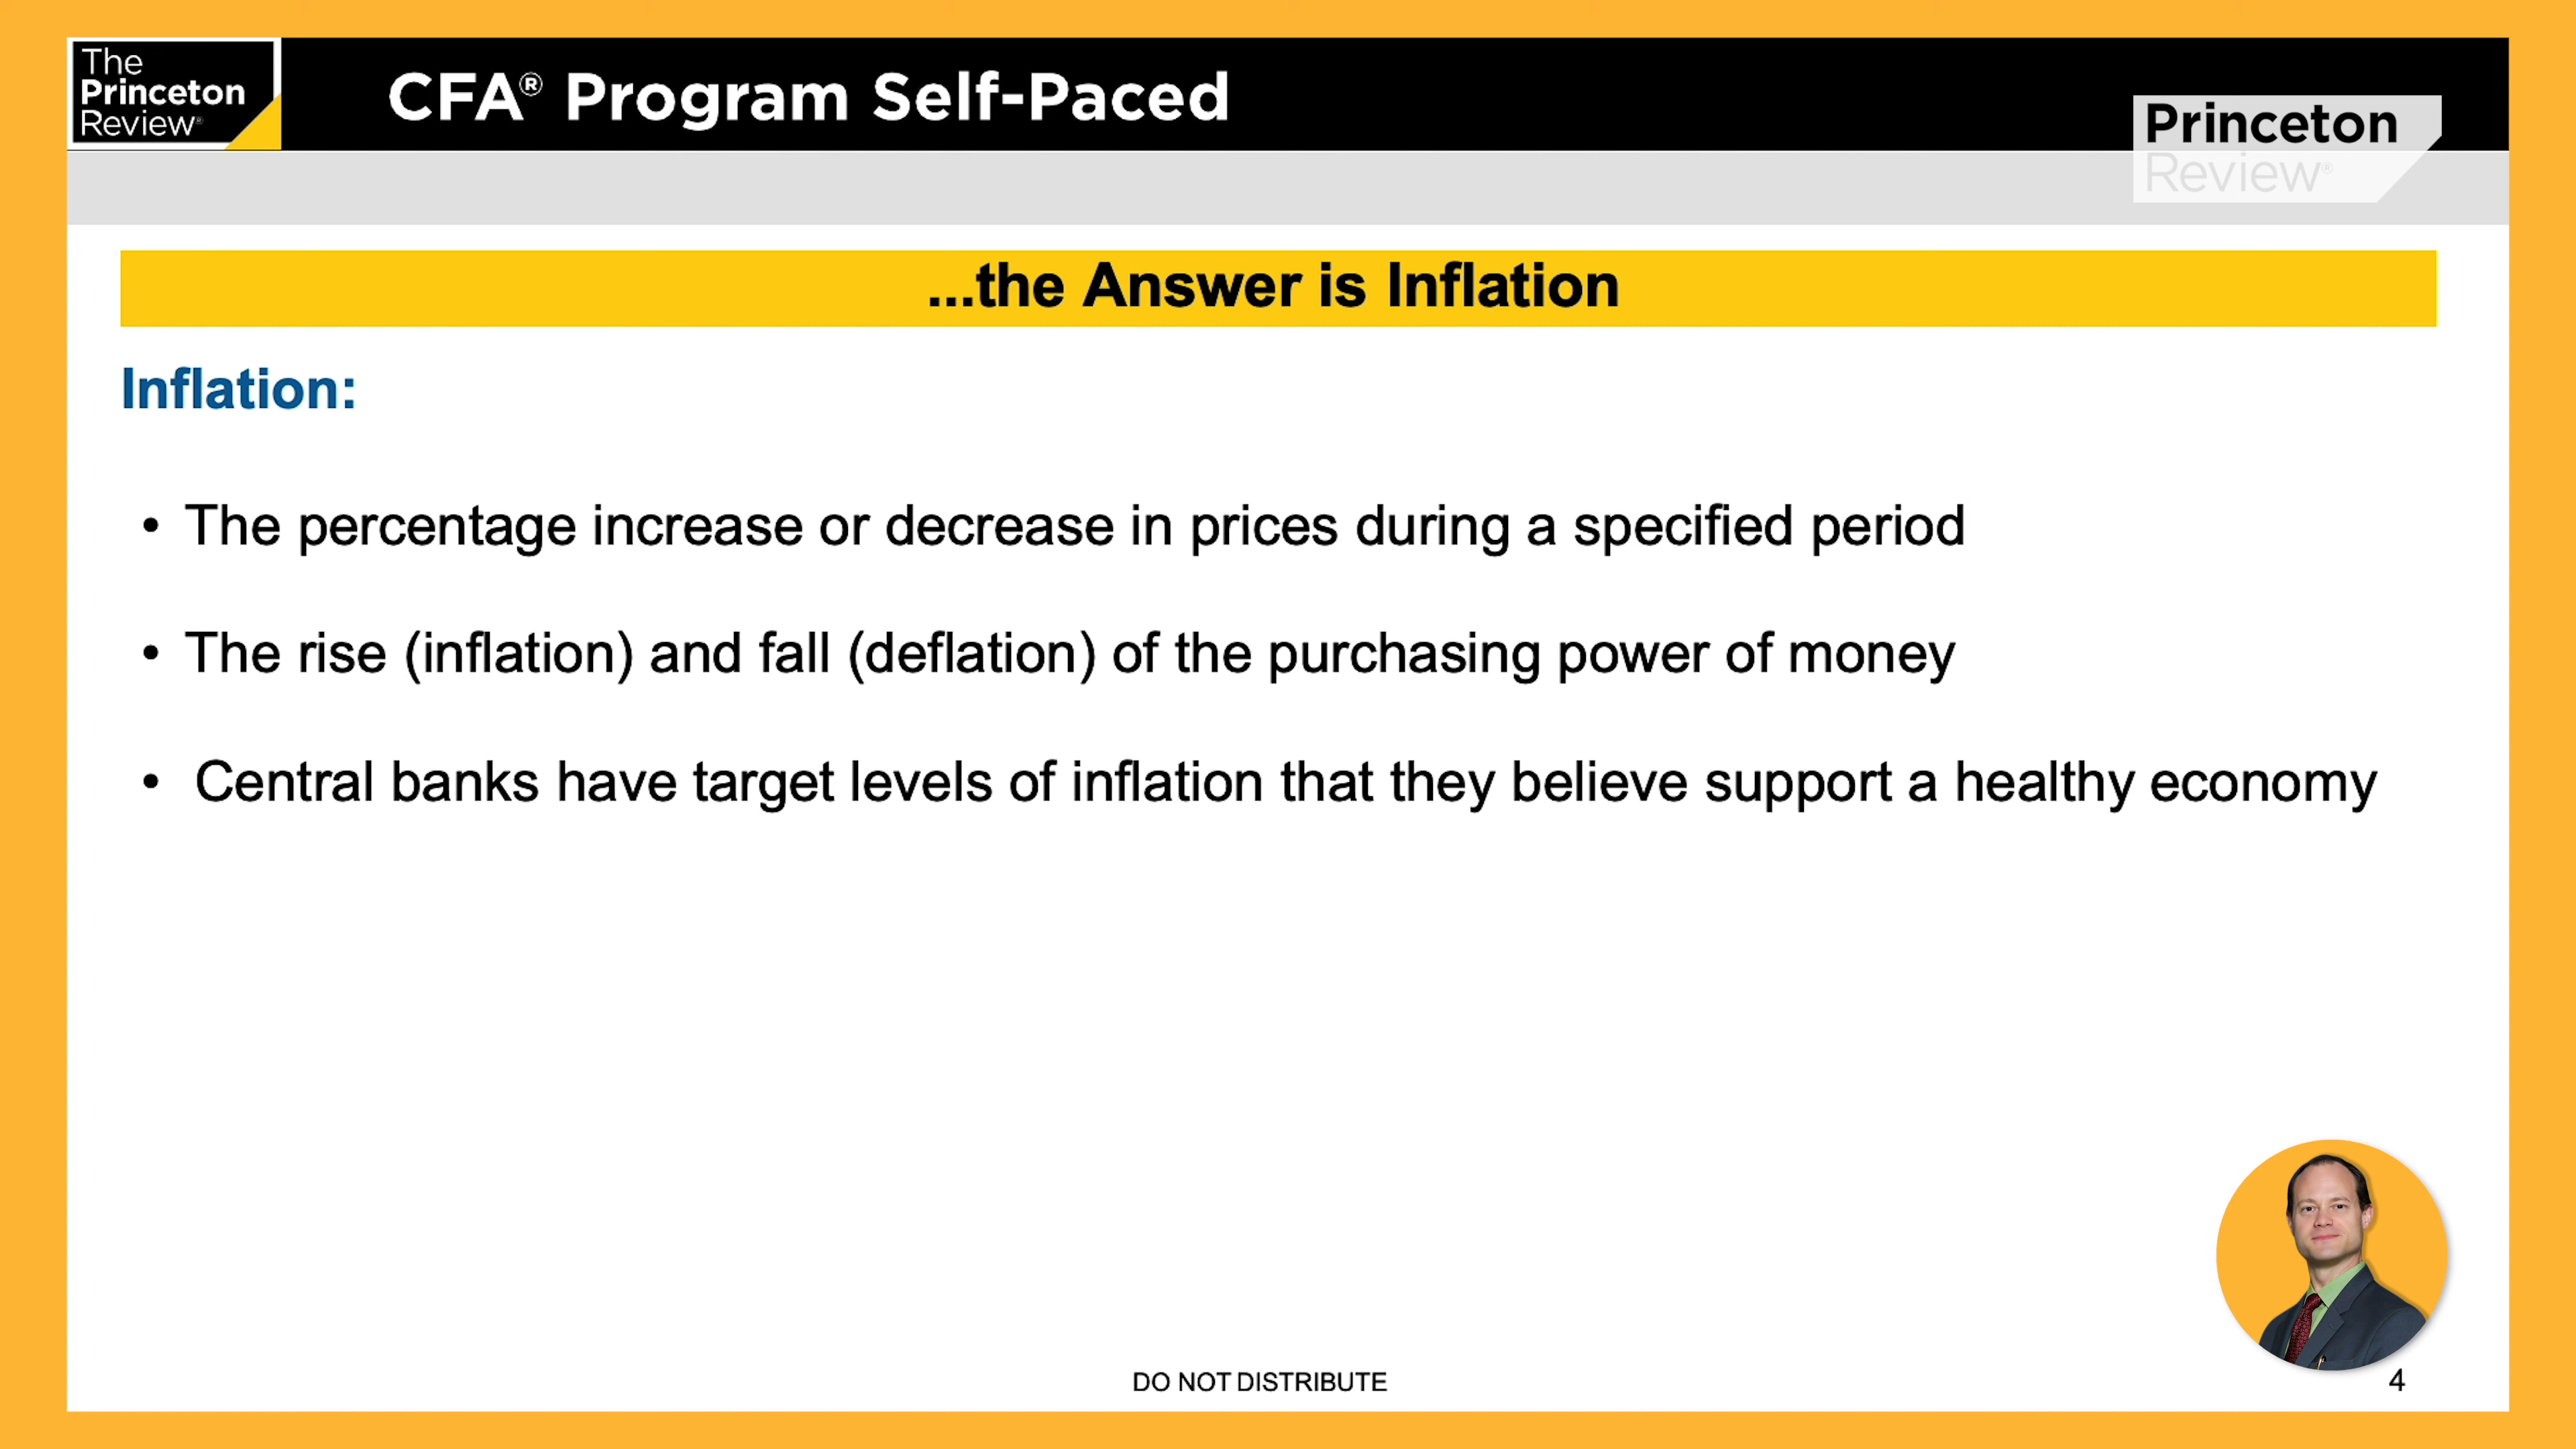 The
Princeton
Review®
CFA® Program Self-Paced
Princeton
Review®
...the Answer is Inflation
Inflation:
• The percentage increase or decrease in prices during a specified period
• The rise (inflation) and fall (deflation) of the purchasing power of money
• Central banks have target levels of inflation that they believe support a healthy economy
DO NOT DISTRIBUTE
4